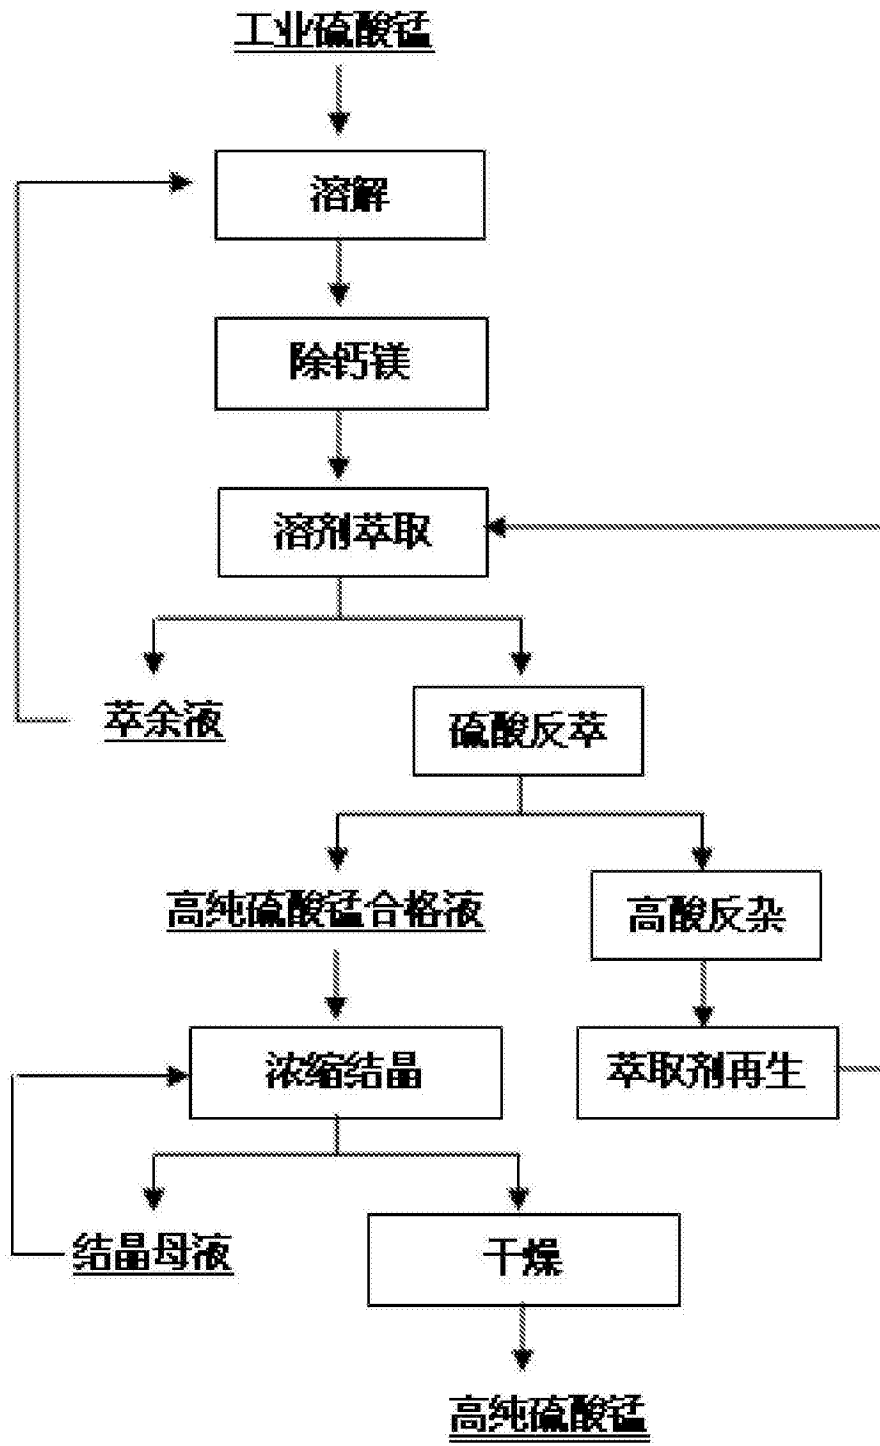 工业硫酸锰
溶解
除钙镁
溶剂萃取
萃余液
硫酸反萃
高纯硫酸锰合格液
高酸反杂
浓缩结晶
萃取剂再生
结晶母液
干燥
高纯硫酸锰